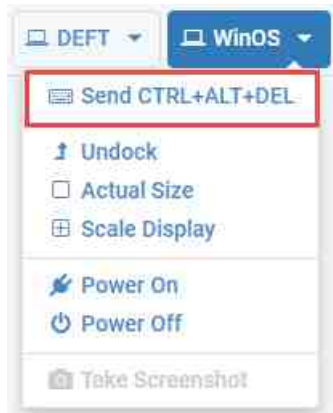 DEFT WinOS
Send CTRL+ALT+DEL
Undock
Actual Size
Scale Display
Power On
Power Off
Take Screenshot